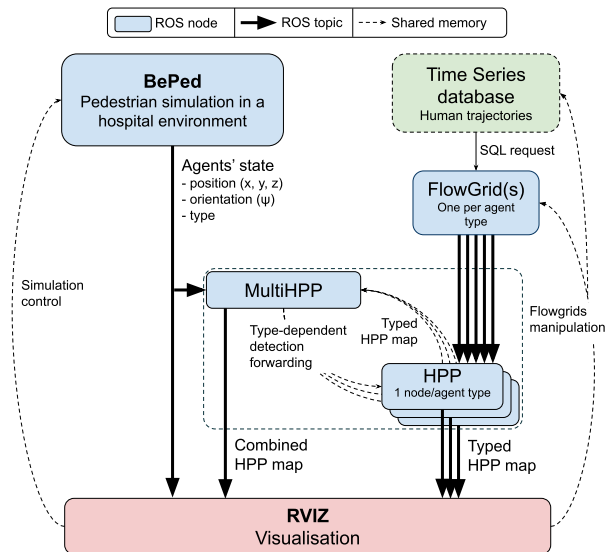 ROS node
ROS topic
Shared memory
BePed
Pedestrian simulation in a
hospital environment
Time Series
database
Human trajectories
SQL request
Agents' state
- position (x, y, z)
- orientation (ψ)
- type
FlowGrid(s)
One per agent
type
Simulation
control
MultiHPP
Typed
HPP map
Flowgrids
manipulation
Type-dependent
detection
forwarding
HPP
1 node/agent type
Combined
HPP map
Typed
HPP map
RVIZ
Visualisation